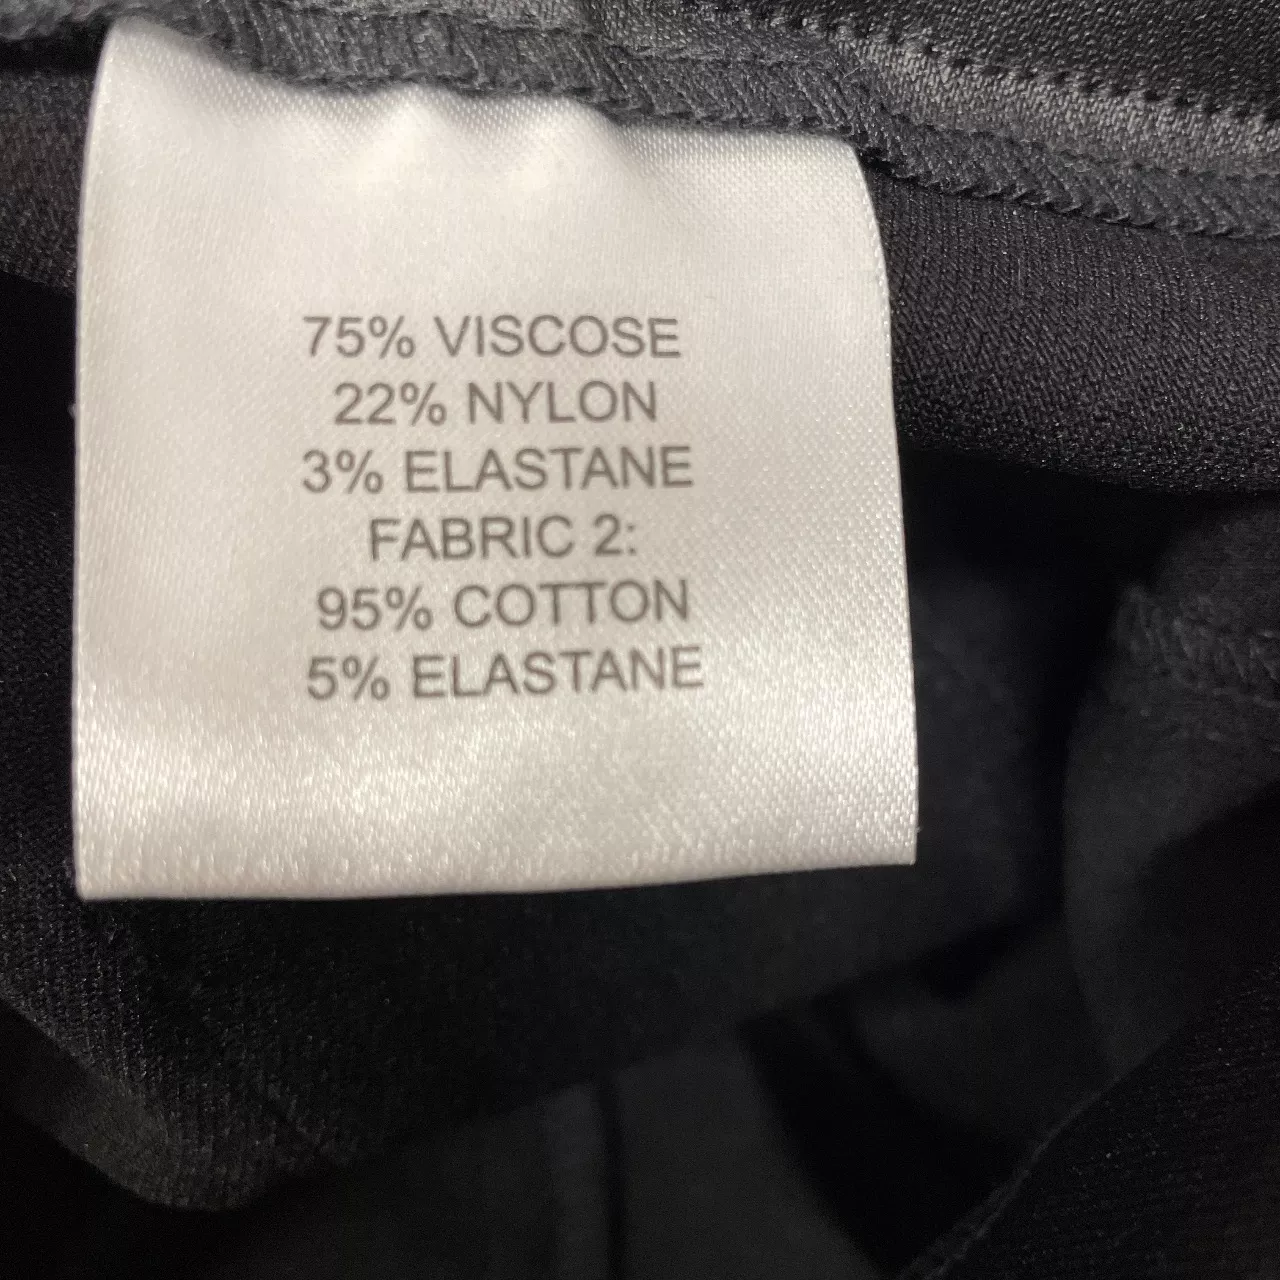 75% VISCOSE
22% NYLON
3% ELASTANE
FABRIC 2:
95% COTTON
5% ELASTANE